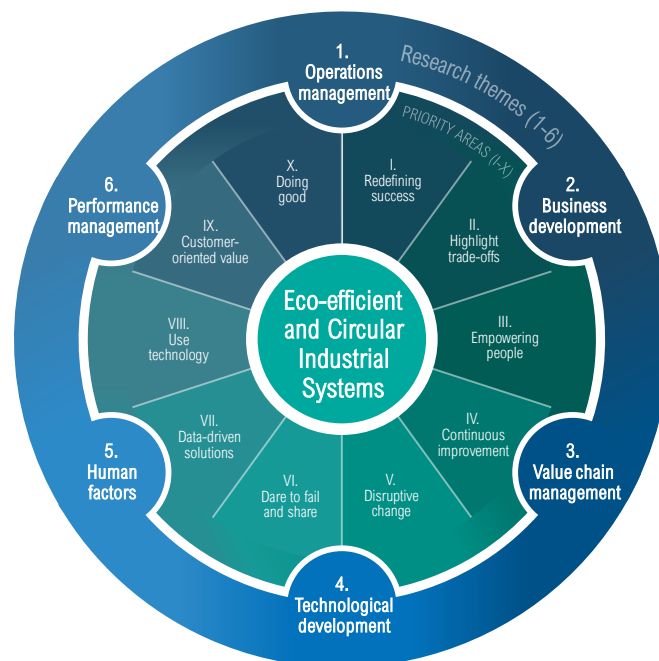 1.
Operations
management
Research themes (1-6)
PRIORITY AREAS (I-X)
2.
Business
development
3.
Value chain
management
4.
Technological
development
5.
Human
factors
6.
Performance
management
I.
Redefining
success
II.
Highlight
trade-offs
III.
Empowering
people
IV.
Continuous
improvement
V.
Disruptive
change
VI.
Dare to fail
and share
VII.
Data-driven
solutions
VIII.
Use
technology
IX.
Customer-
oriented value
X.
Doing
good
Eco-efficient
and Circular
Industrial
Systems